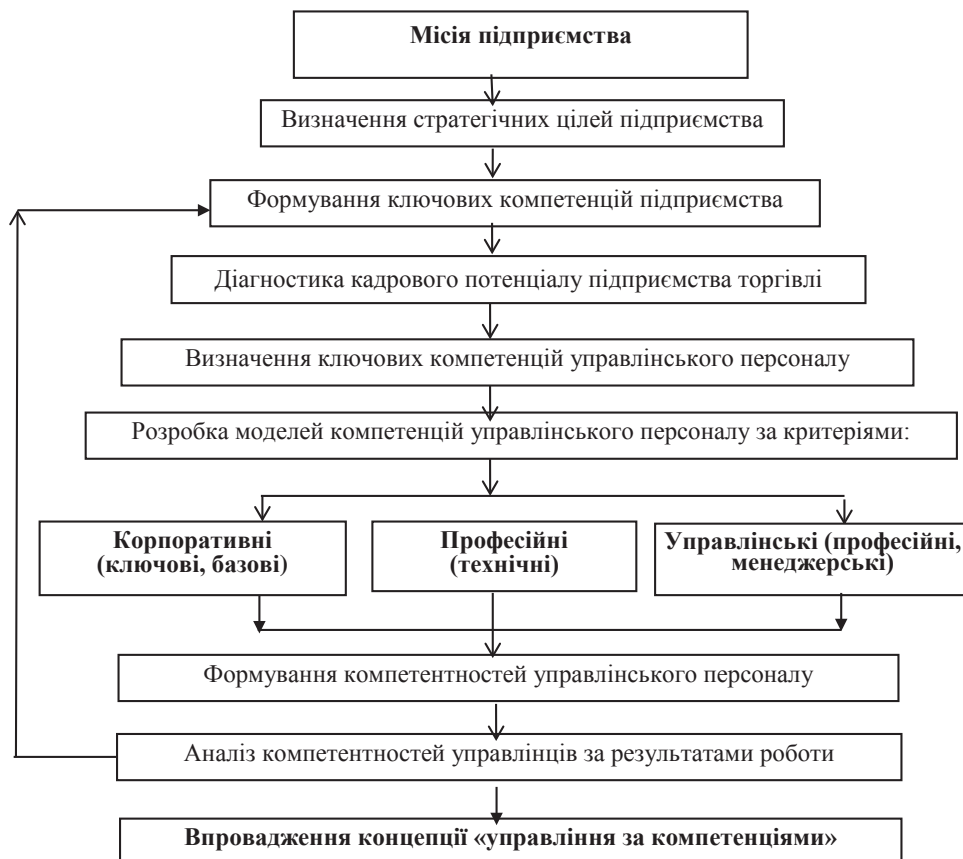 Місія підприємства
Визначення стратегічних цілей підприємства
Формування ключових компетенцій підприємства
Діагностика кадрового потенціалу підприємства торгівлі
Визначення ключових компетенцій управлінського персоналу
Розробка моделей компетенцій управлінського персоналу за критеріями:
Корпоративні
(ключові, базові)
Професійні
(технічні)
Управлінські (професійні,
менеджерські)
Формування компетентностей управлінського персоналу
Аналіз компетентностей управлінців за результатами роботи
Впровадження концепції «управління за компетенціями»